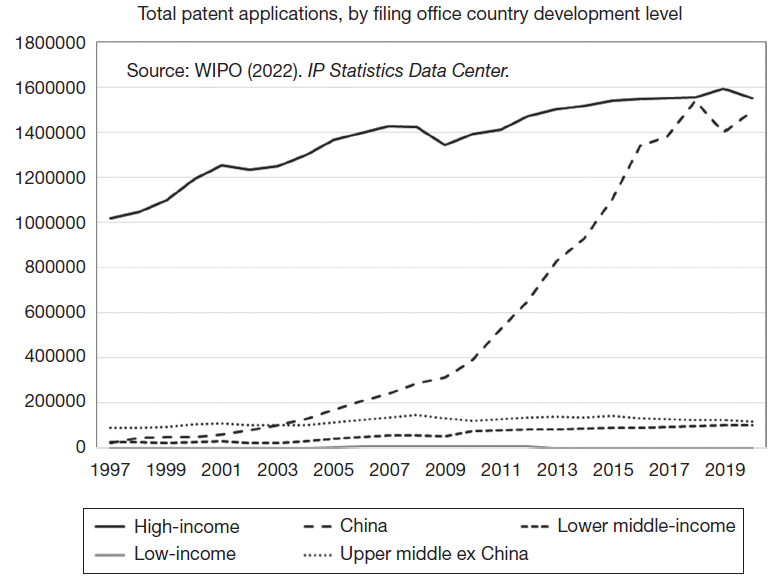 Total patent applications, by filing office country development level
1800000
Source: WIPO (2022). IP Statistics Data Center.
1600000
1400000
1200000
1000000
800000
600000
400000
200000
0
1997 1999 2001 2003 2005 2007 2009 2011 2013 2015 2017 2019
High-income China Lower middle-income
Low-income Upper middle ex China